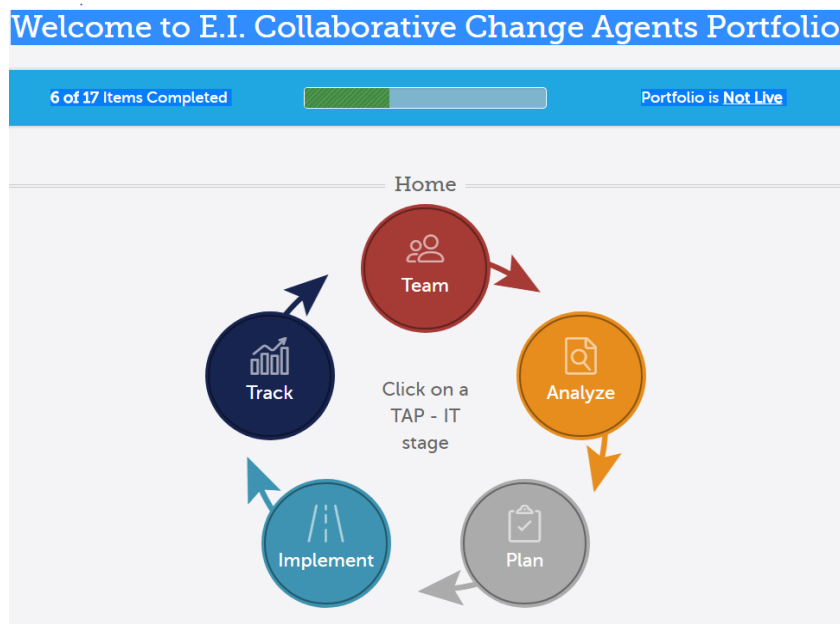 Welcome to E.I. Collaborative Change Agents Portfolio
6 of 17 Items Completed
Portfolio is Not Live
Home
Team
Analyze
Plan
Implement
Track
Click on a
TAP - IT
stage